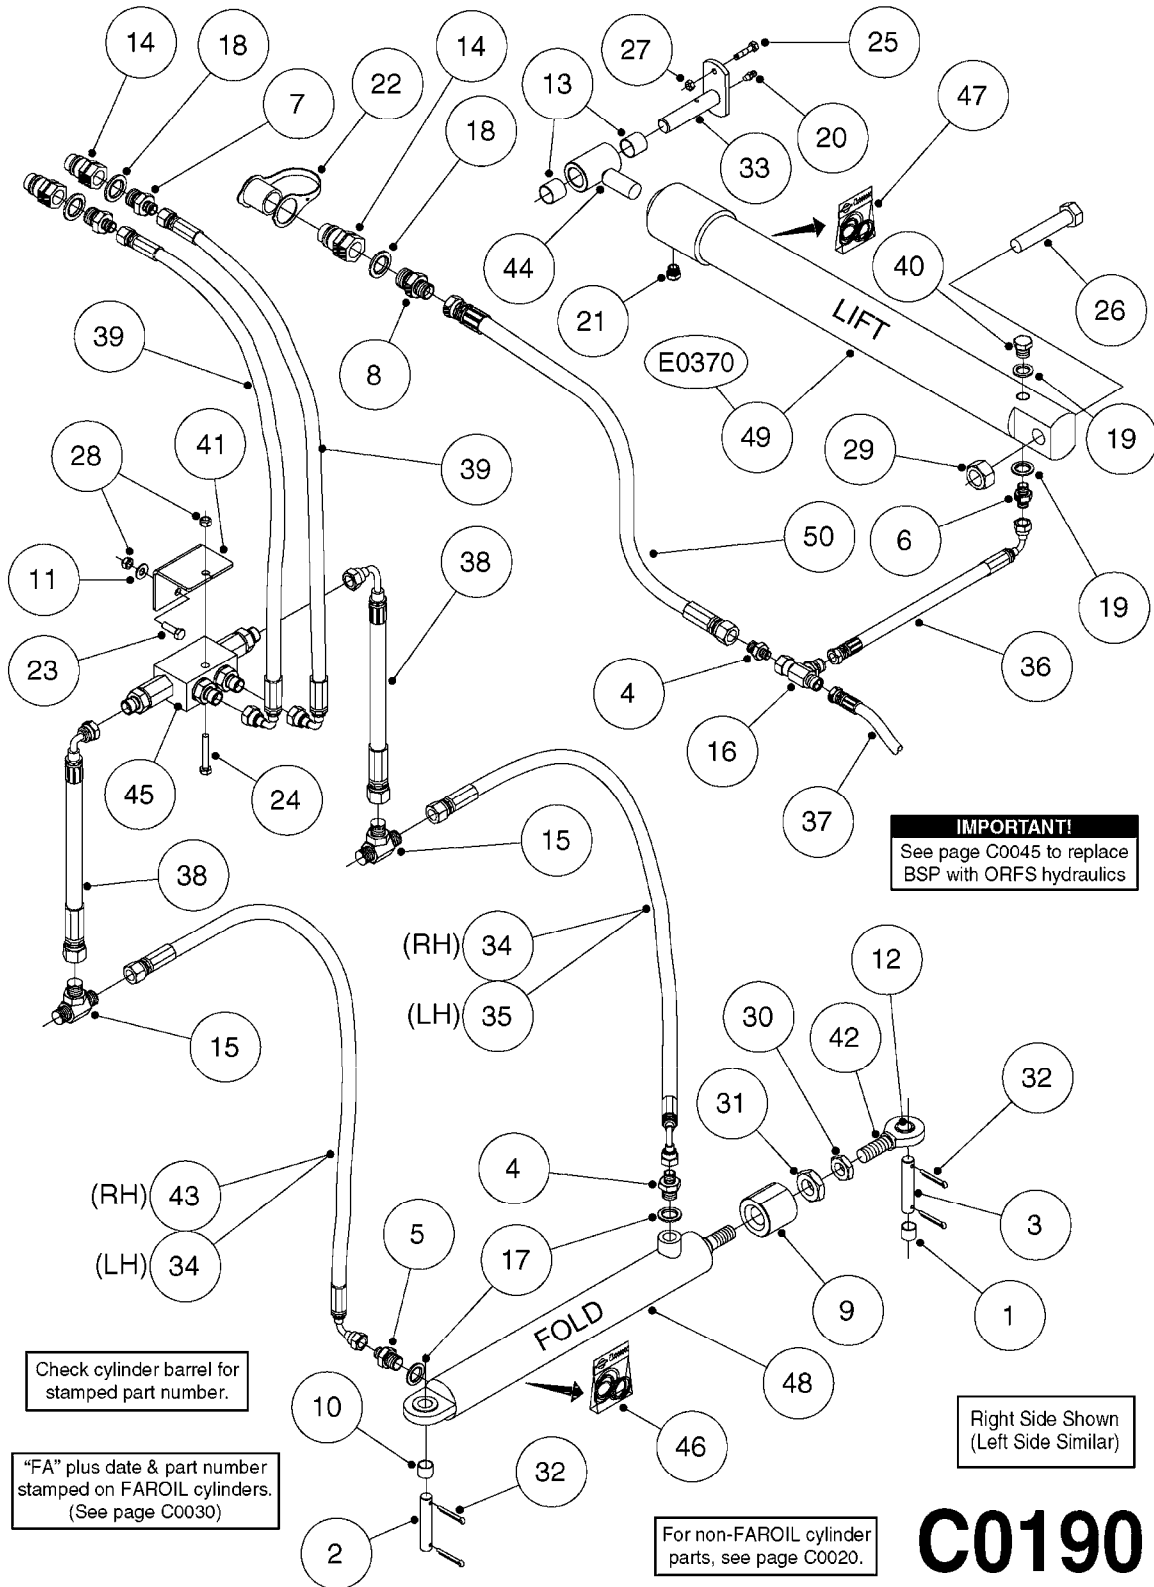 14
18
7
22
14
18
27
25
13
20
47
33
44
40
26
21
LIFT
39
8
E0370
49
19
29
28
41
39
6
50
38
11
19
23
36
4
16
45
24
37
15
IMPORTANT!
See page C0045 to replace
BSP with ORFS hydraulics
38
(RH) 34
12
(LH) 35
30
42
15
32
31
4
(RH) 43
5
17
3
(LH) 34
9
1
FOLD
48
Check cylinder barrel for
stamped part number.
10
46
Right Side Shown
(Left Side Similar)
"FA" plus date & part number
stamped on FAROIL cylinders.
(See page C0030)
32
2
For non-FAROIL cylinder
parts, see page C0020.
C0190